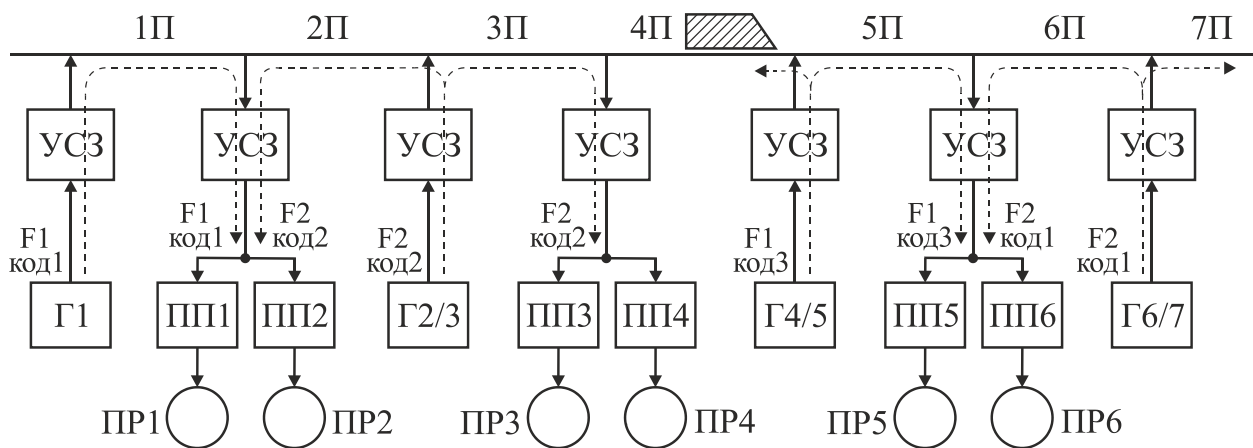 1П 2П 3П 4П 5П 6П 7П
УСЗ УСЗ УСЗ УСЗ УСЗ УСЗ УСЗ
F1 F2 F2 F1 F2
код1 код2 код2 код3 код1
F1 F2 F1 F2
код1 код2 код3 код1
Г1 ПП1 ПП2 Г2/3 ПП3 ПП4 Г4/5 ПП5 ПП6 Г6/7
ПР1 ПР2 ПР3 ПР4 ПР5 ПР6